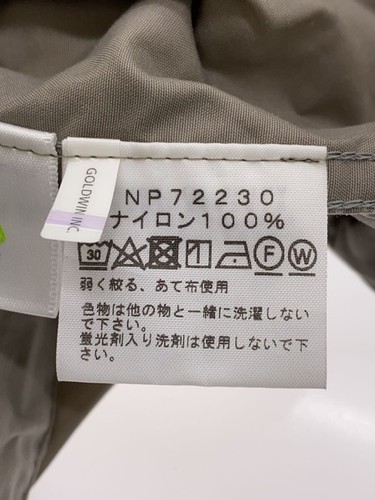 GOLDWIN INC.
NP72230
ナイロン100%
30 F W
弱く絞る、あて布使用
色物は他の物と一緒に洗濯しない
で下さい。
蛍光剤入り洗剤は使用しないで下
さい。